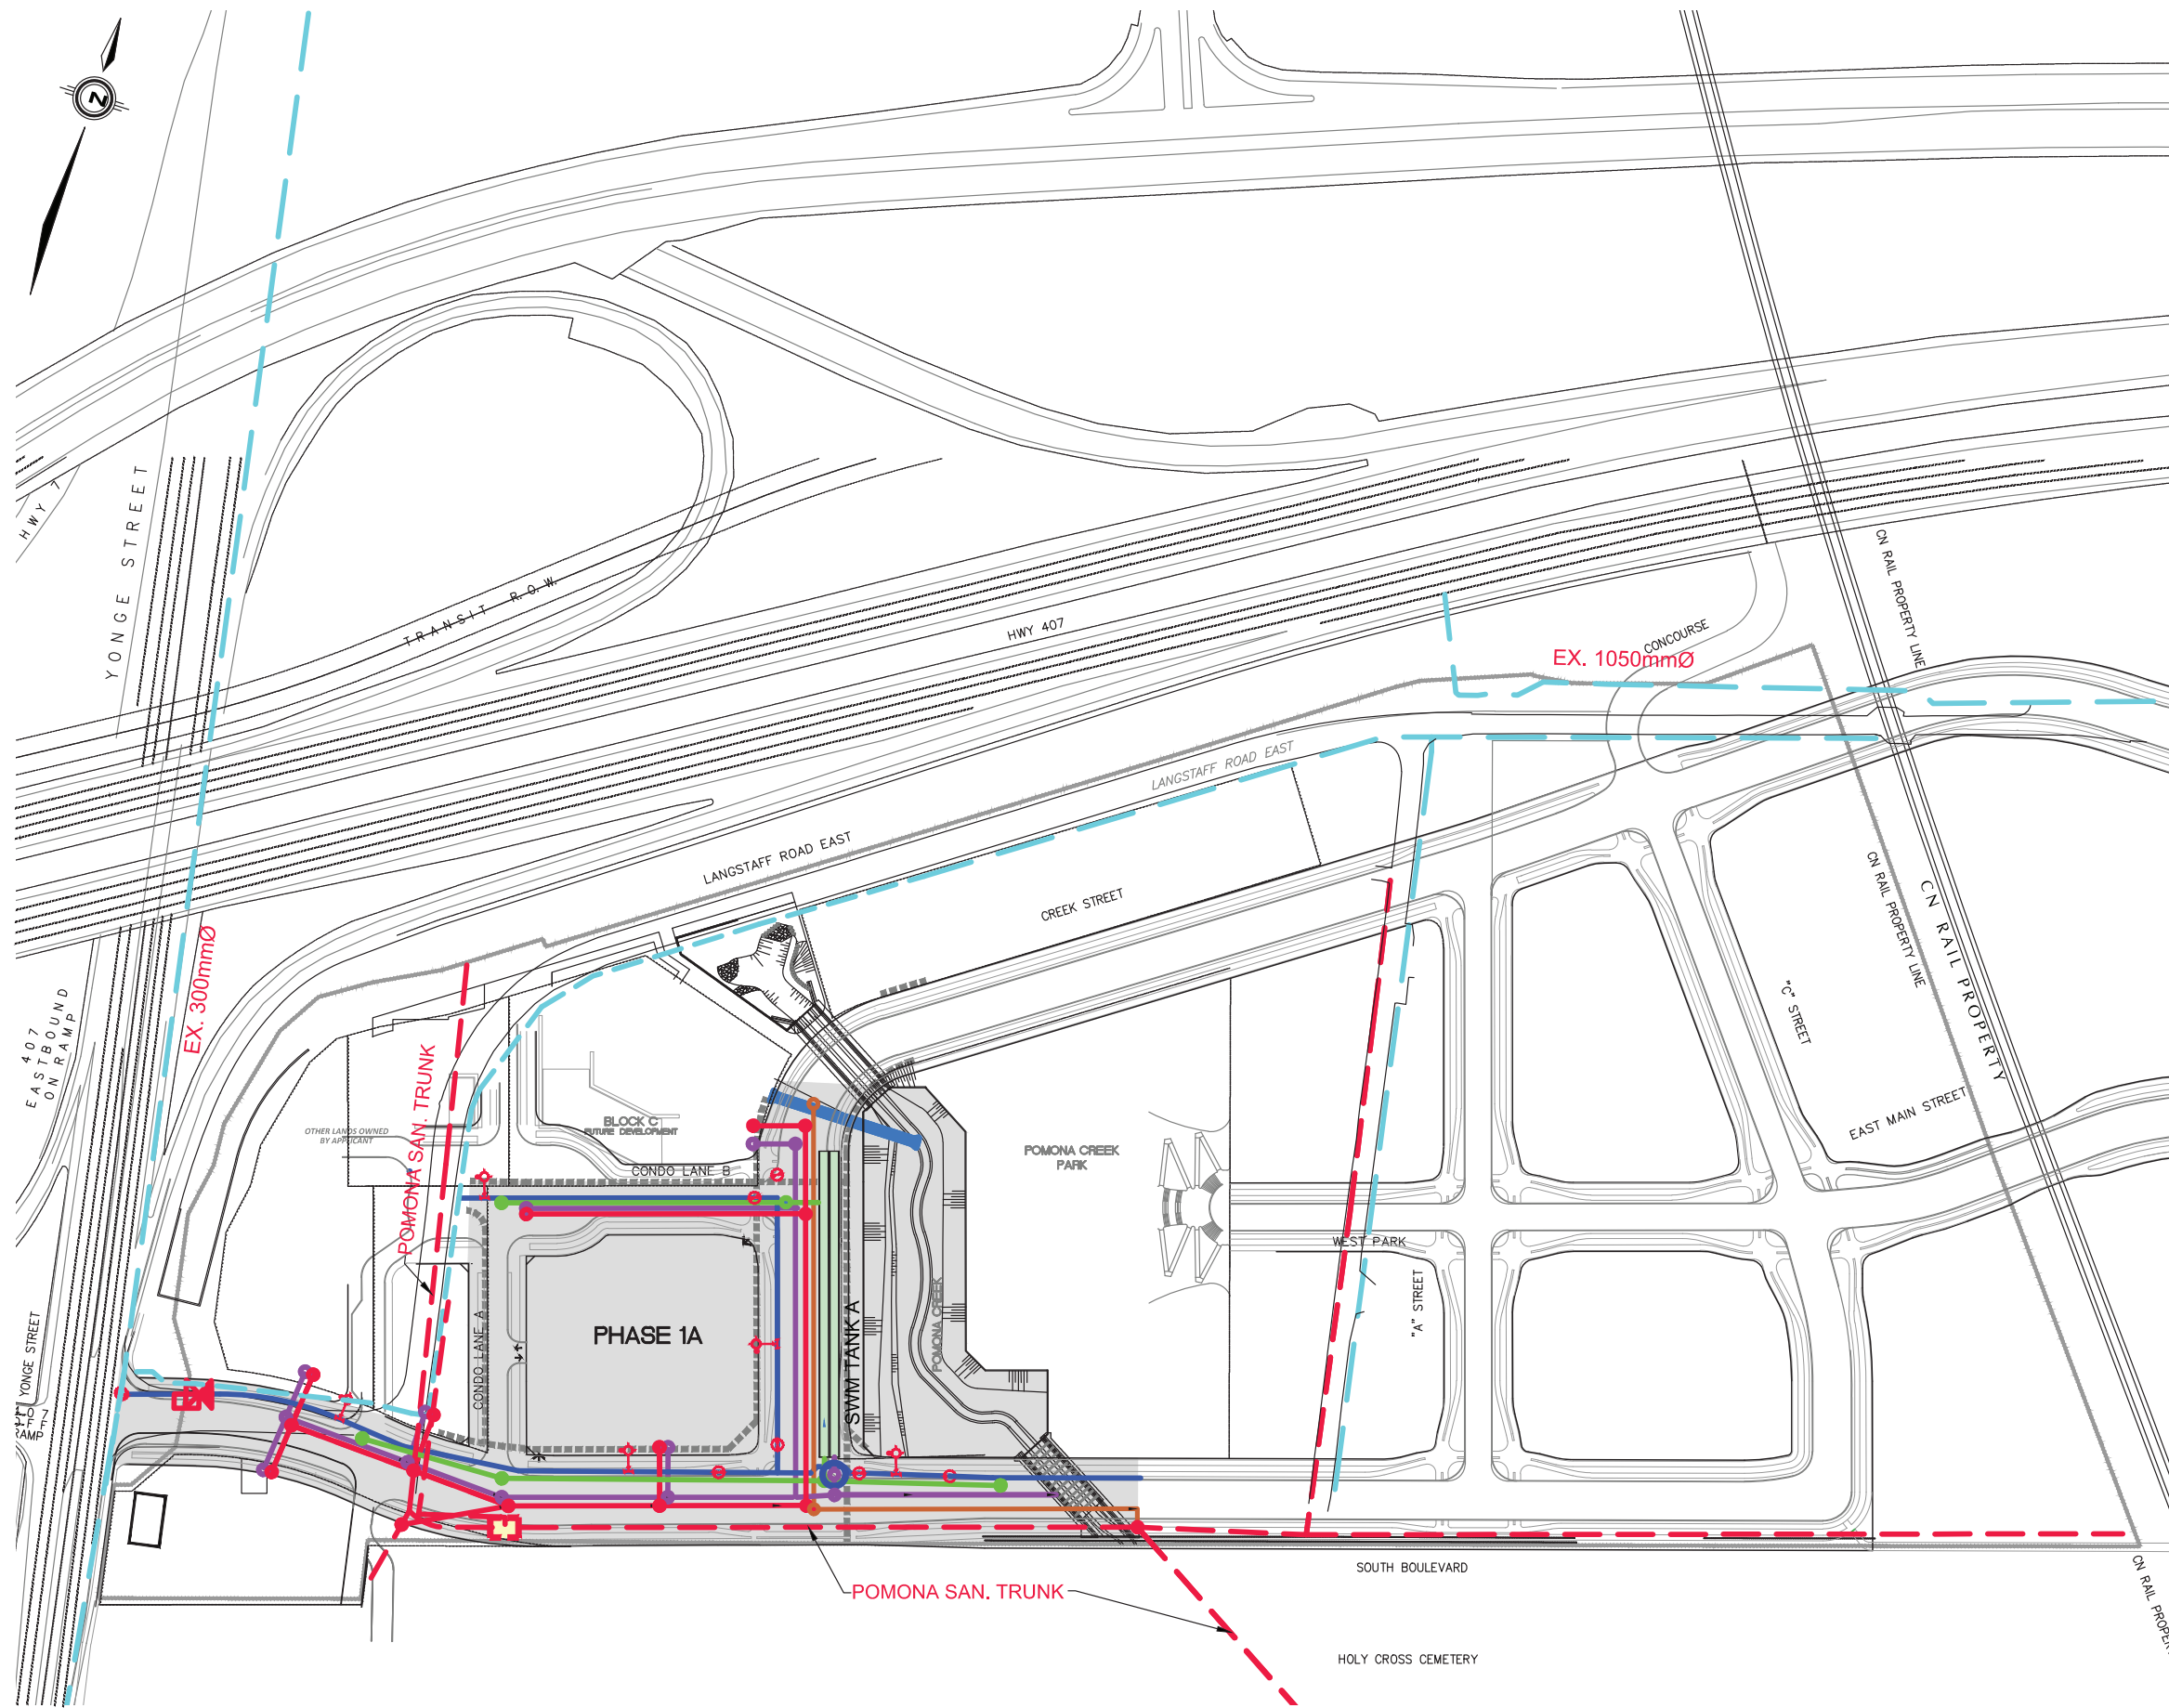 N
HWY 7
YONGE STREET
TRANSIT R.O.W.
HWY 407
CN RAIL PROPERTY LINE
CONCOURSE
EX. 1050mmØ
LANGSTAFF ROAD EAST
LANGSTAFF ROAD EAST
CREEK STREET
CN RAIL PROPERTY LINE
CN RAIL PROPERTY
EX. 300mmØ
407
EASTBOUND
ON RAMP
"C" STREET
EAST MAIN STREET
POMONA SAN. TRUNK
OTHER LANDS OWNED
BY APPLICANT
BLOCK C
FUTURE DEVELOPMENT
CONDO LANE B
POMONA CREEK
PARK
WEST PARK
"A" STREET
PHASE 1A
CONDO LANE A
SWM TANK A
POMONA CREEK
YONGE STREET
AMP
POMONA SAN. TRUNK
SOUTH BOULEVARD
HOLY CROSS CEMETERY
CN RAIL PROPER